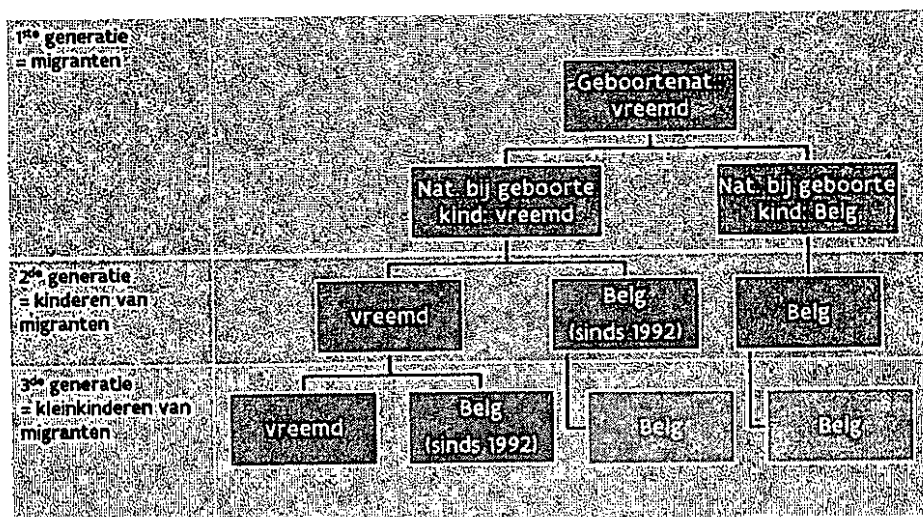 1ste generatie
= migranten
Geboortenat.
vreemd
Nat. bij geboorte
kind: vreemd
Nat. bij geboorte
kind: Belg
2de generatie
= kinderen van
migranten
vreemd
Belg
(sinds 1992)
Belg
3de generatie
= kleinkinderen van
migranten
vreemd
Belg
(sinds 1992)
Belg
Belg